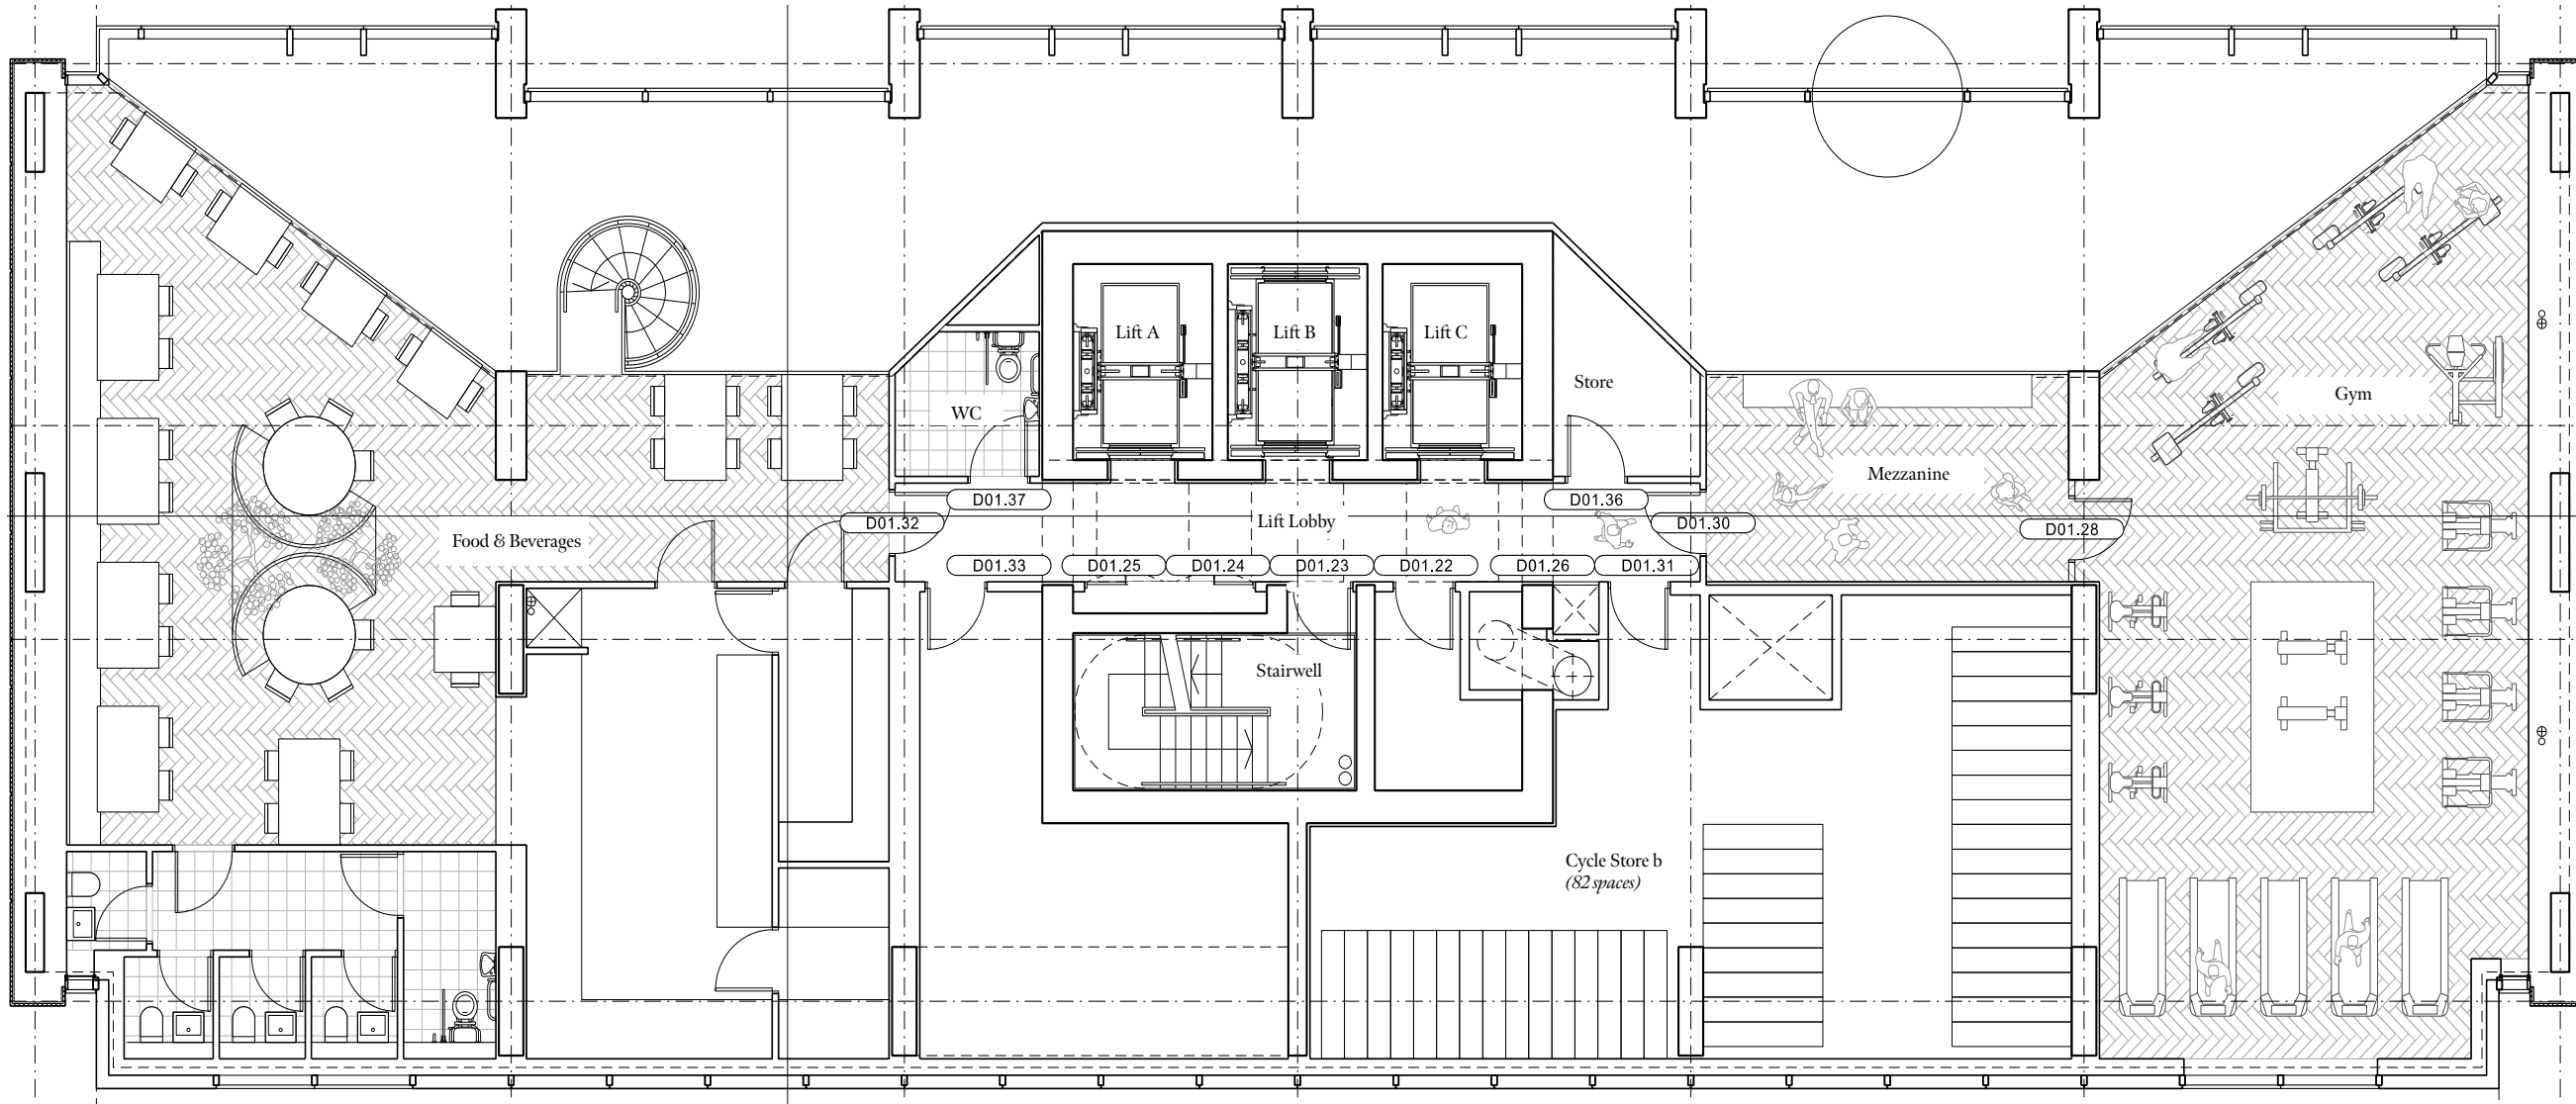 Lift A
Lift B
Lift C
Store
Gym
WC
Mezzanine
D01.37
D01.36
D01.32
Lift Lobby
D01.30
D01.28
Food & Beverages
D01.33
D01.25
D01.24
D01.23
D01.22
D01.26
D01.31
Stairwell
Cycle Store b
(82 spaces)